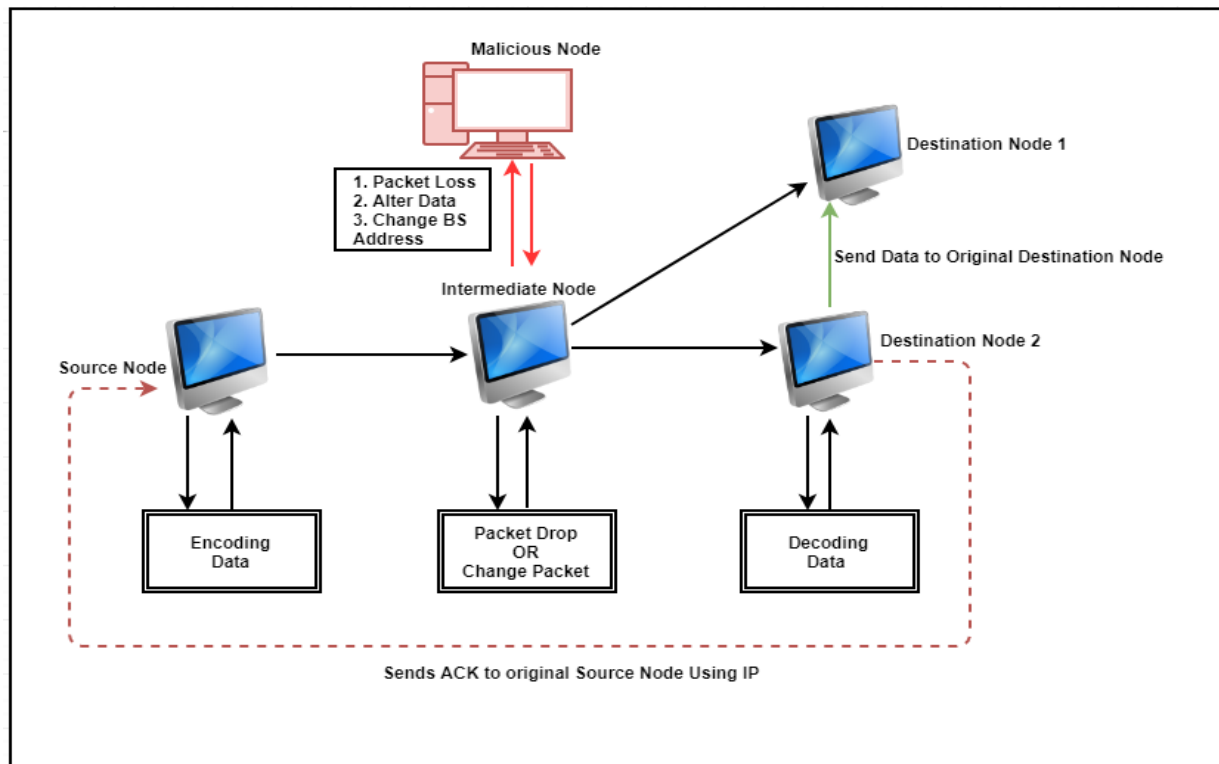 Malicious Node
Destination Node 1
1. Packet Loss
2. Alter Data
3. Change BS
Address
Send Data to Original Destination Node
Intermediate Node
Source Node
Destination Node 2
Encoding
Data
Packet Drop
OR
Change Packet
Decoding
Data
Sends ACK to original Source Node Using IP